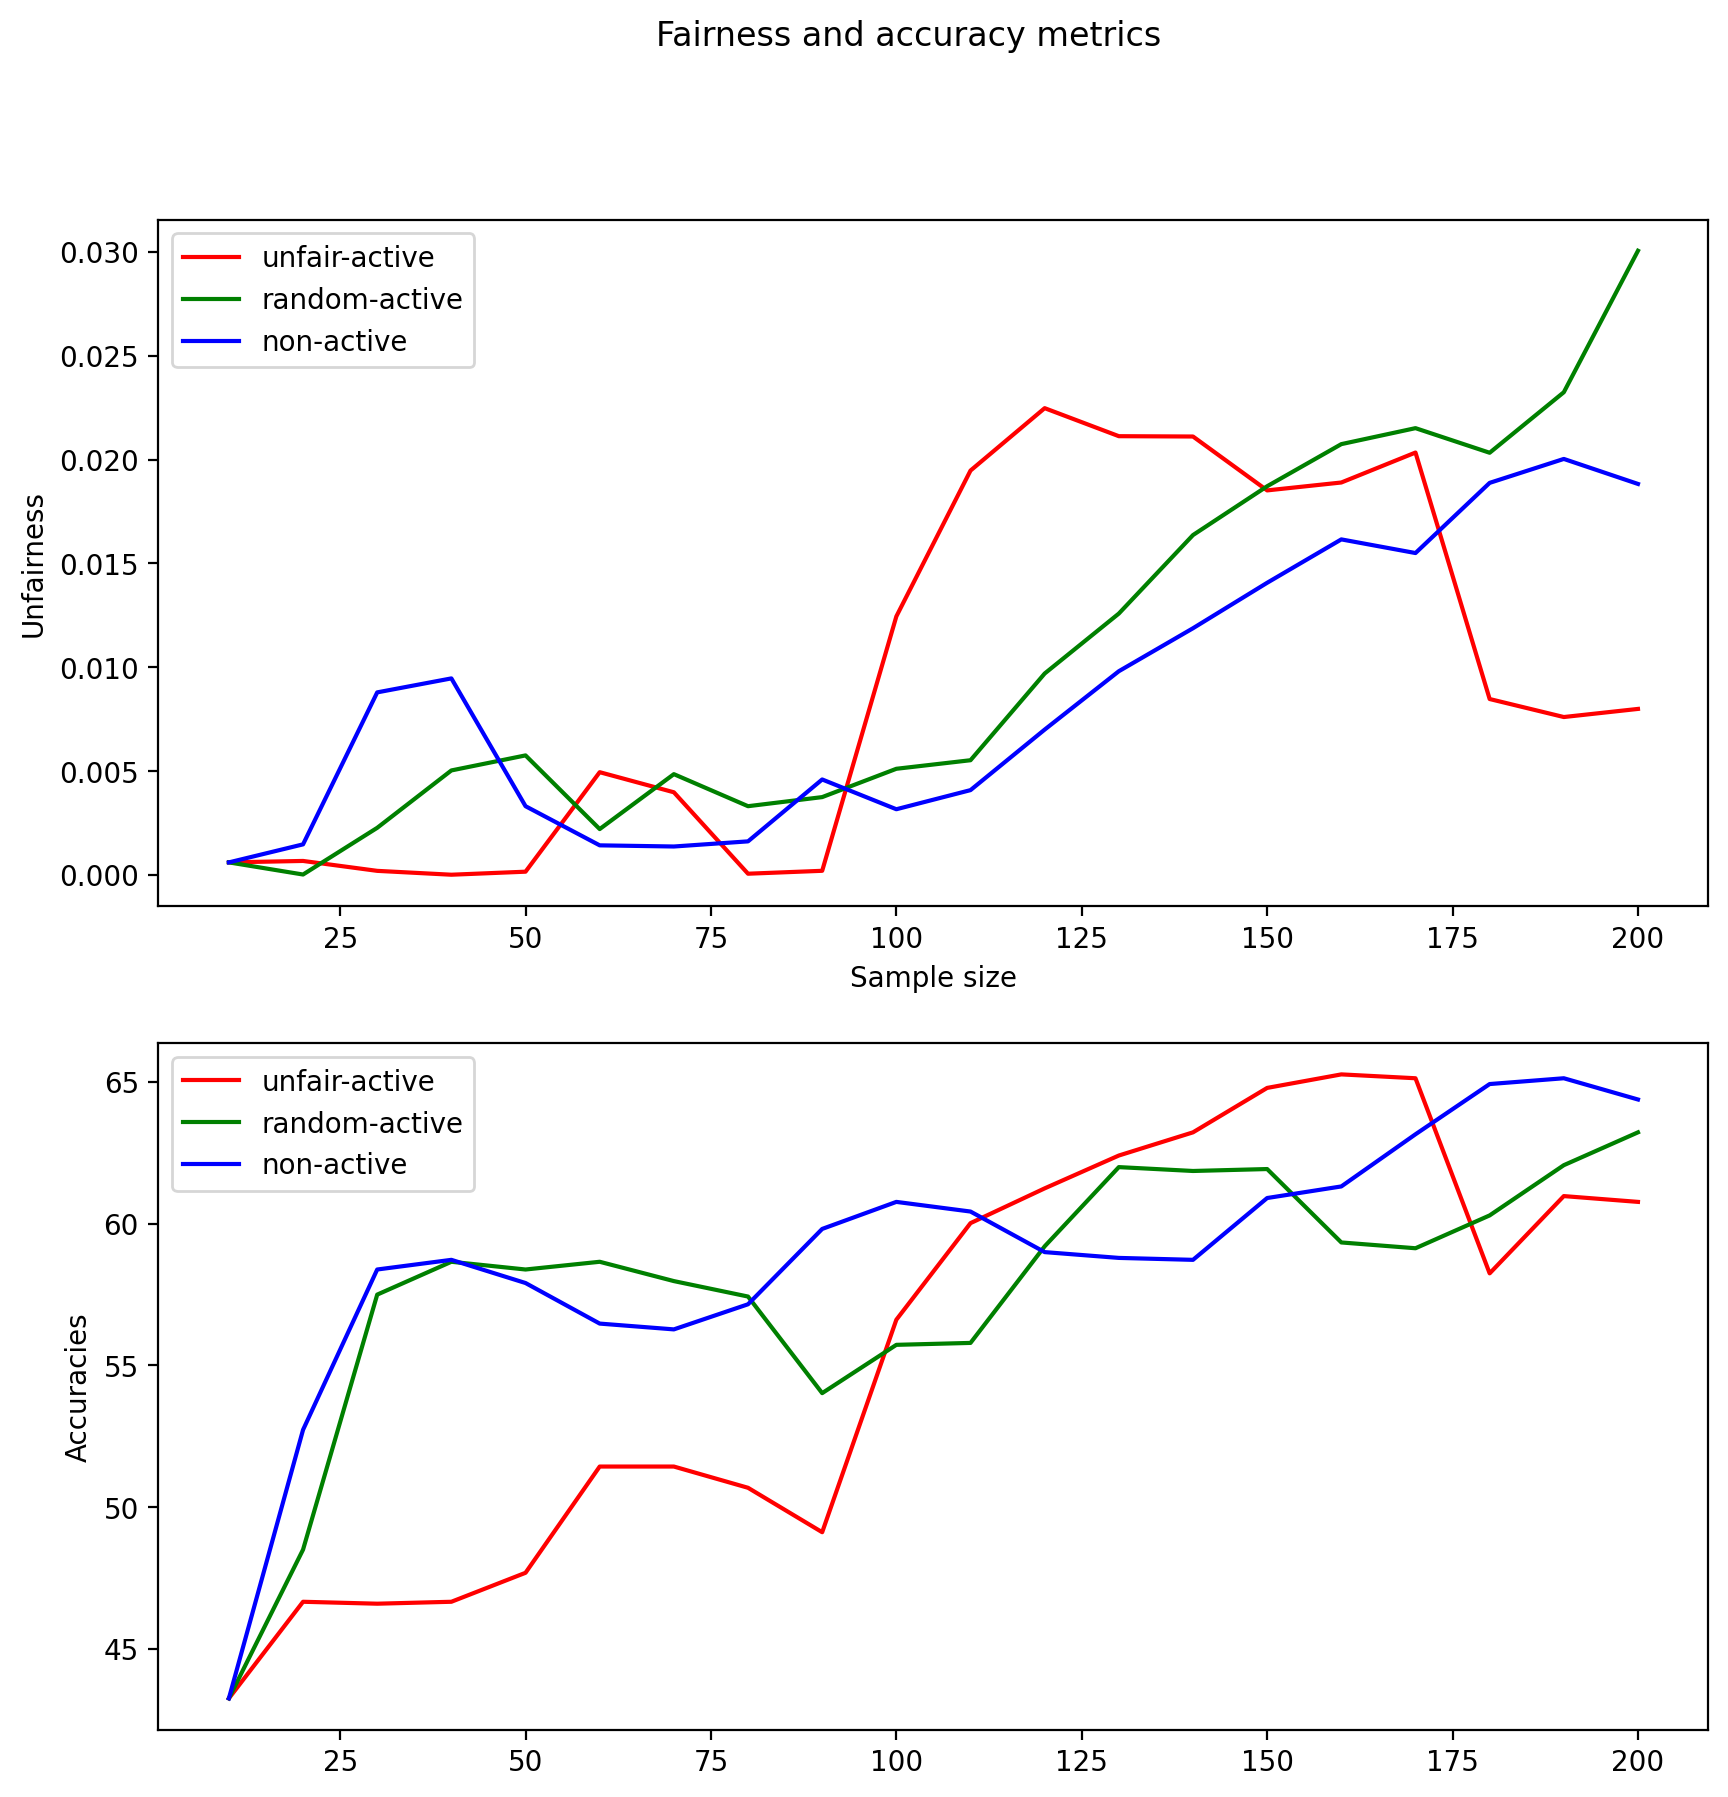 Fairness and accuracy metrics
unfair-active
random-active
non-active
0.030
0.025
0.020
0.015
0.010
0.005
0.000
Unfairness
25 50 75 100 125 150 175 200
Sample size
unfair-active
random-active
non-active
65
60
55
50
45
Accuracies
25 50 75 100 125 150 175 200